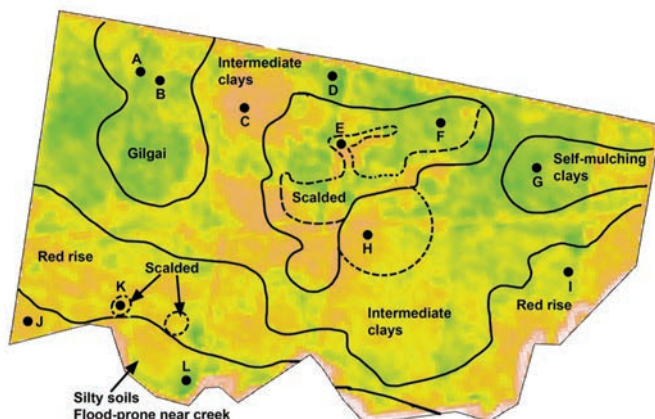 A
B
Intermediate
clays
C
D
E
F
Gilgai
Self-mulching
clays
G
Scalded
H
Red rise
Scalded
K
J
I
Red rise
Intermediate
clays
L
Silty soils
Flood-prone near creek